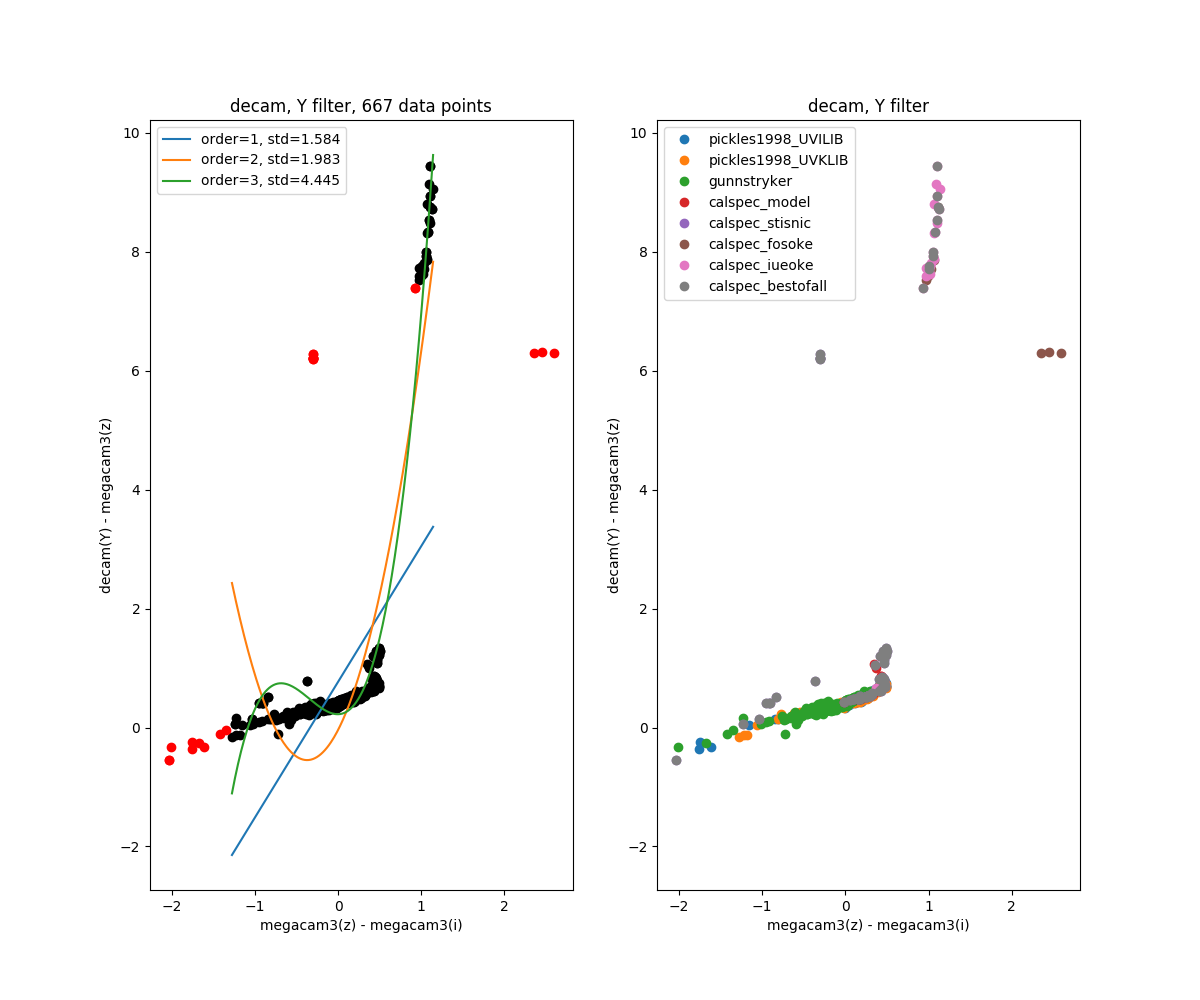 decam, Y filter, 667 data points
order=1, std=1.584
order=2, std=1.983
order=3, std=4.445
10
8
6
4
2
0
−2
decam(Y) - megacam3(z)
−2
−1
0
1
2
megacam3(z) - megacam3(i)
decam, Y filter
pickles1998_UVILIB
pickles1998_UVKLIB
gunnstryker
calspec_model
calspec_stisnic
calspec_fosoke
calspec_iueoke
calspec_bestofall
10
8
6
4
2
0
−2
decam(Y) - megacam3(z)
−2
−1
0
1
2
megacam3(z) - megacam3(i)